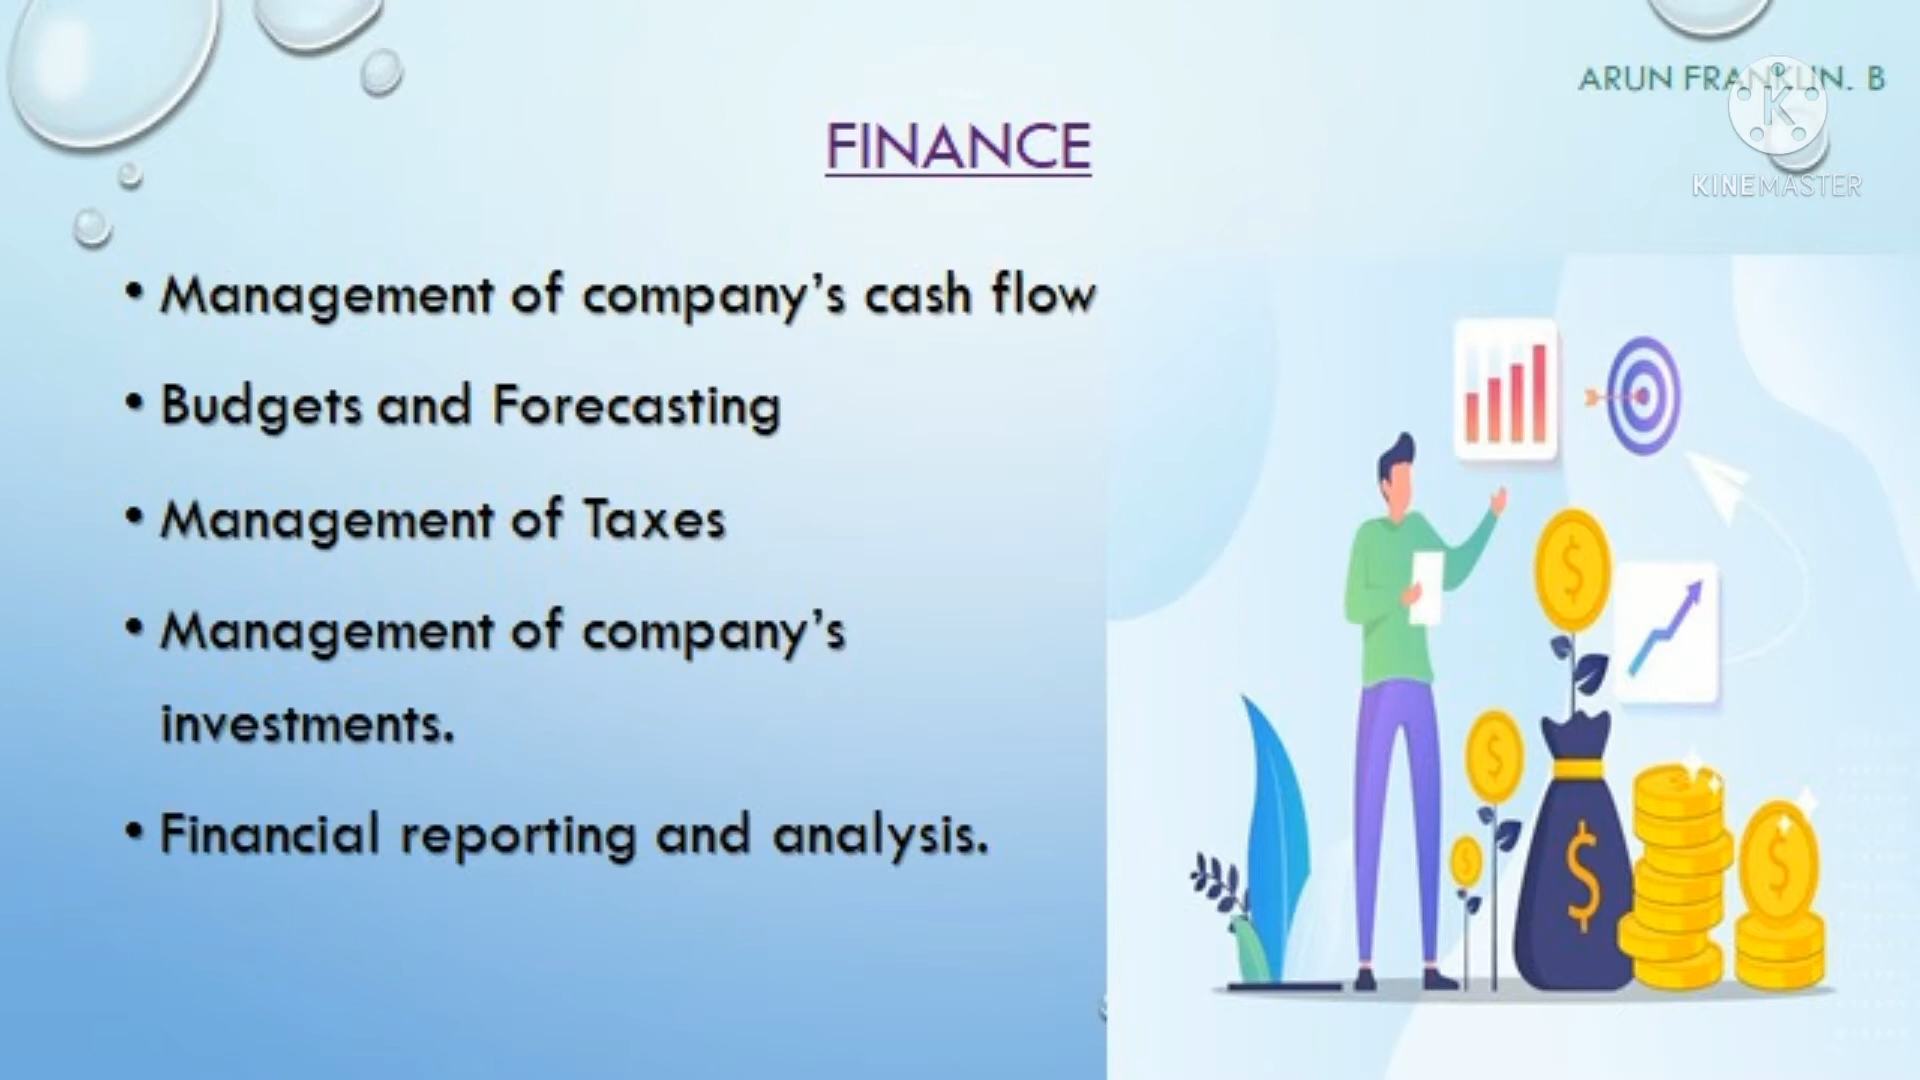 ARUN FRANKLIN. B
K
KINEMASTER
FINANCE
• Management of company’s cash flow
• Budgets and Forecasting
• Management of Taxes
• Management of company’s
investments.
• Financial reporting and analysis.
$
$
$
$
$